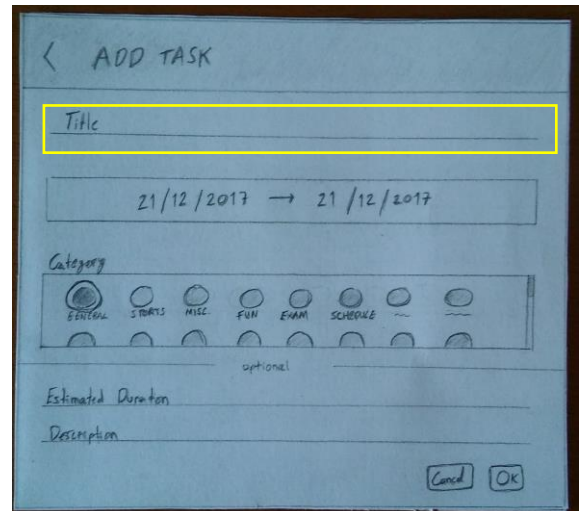 < ADD TASK
Title
21/12/2017 → 21/12/2017
Category
GENERAL SPORTS MISC. FUN EXAM SCHEDULE
optional
Estimated Duration
Description
Cancel OK